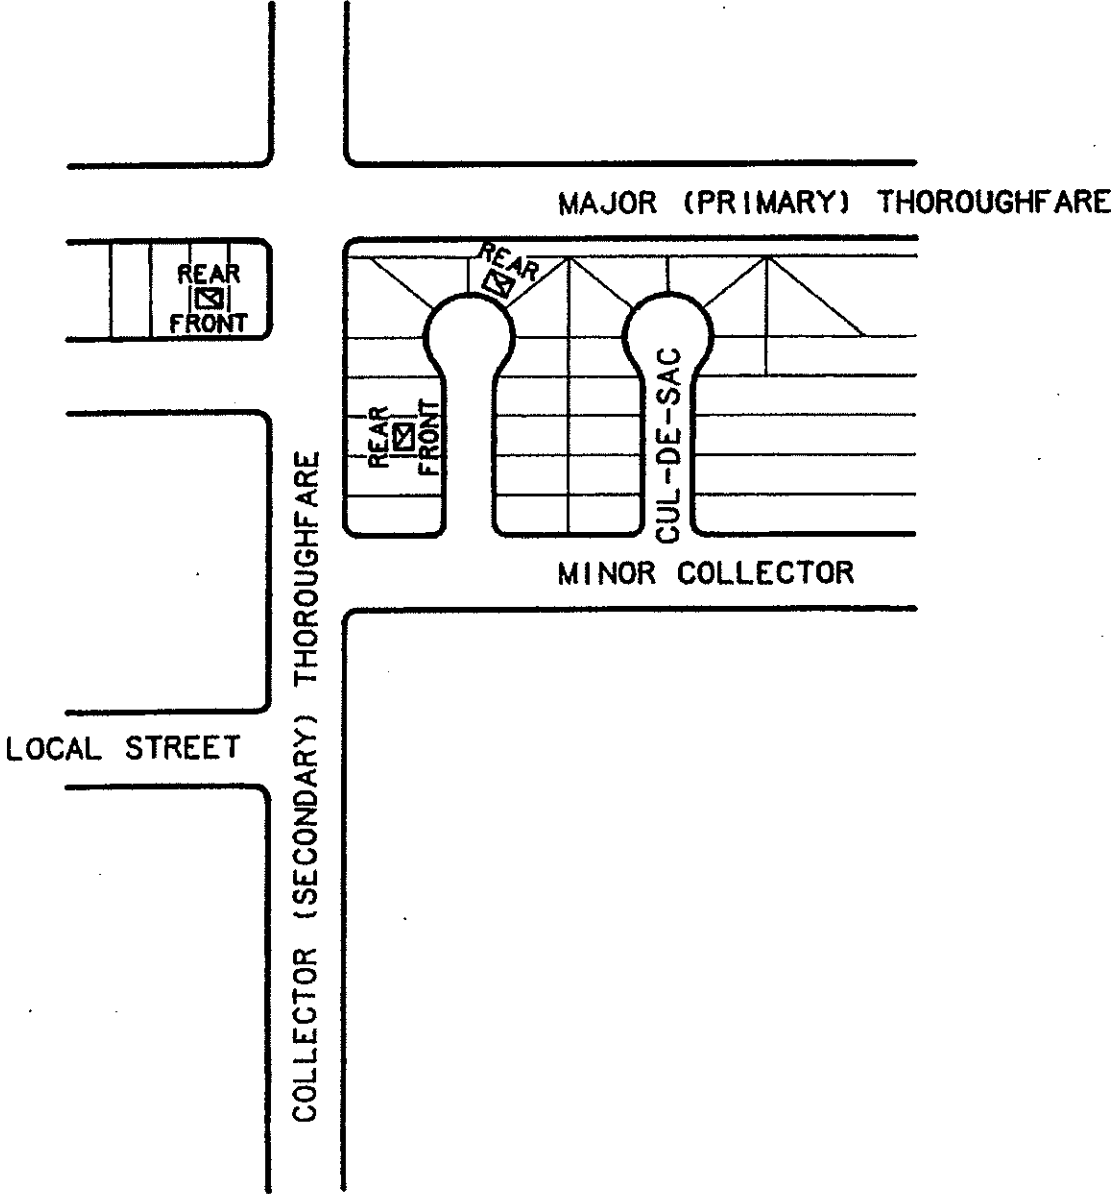 MAJOR (PRIMARY) THOROUGHFARE
REAR
FRONT
REAR
REAR
FRONT
CUL-DE-SAC
MINOR COLLECTOR
LOCAL STREET
COLLECTOR (SECONDARY) THOROUGHFARE